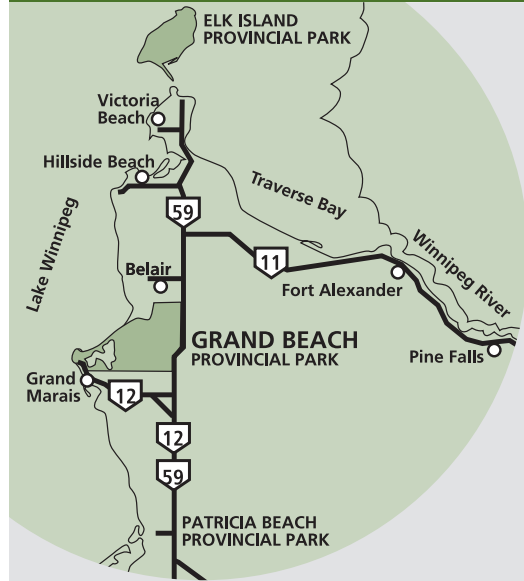 ELK ISLAND
PROVINCIAL PARK
Victoria
Beach
Hillside Beach
Traverse Bay
59
Lake Winnipeg
Winnipeg River
11
Belair
Fort Alexander
GRAND BEACH
PROVINCIAL PARK
Pine Falls
Grand
Marais
12
12
59
PATRICIA BEACH
PROVINCIAL PARK